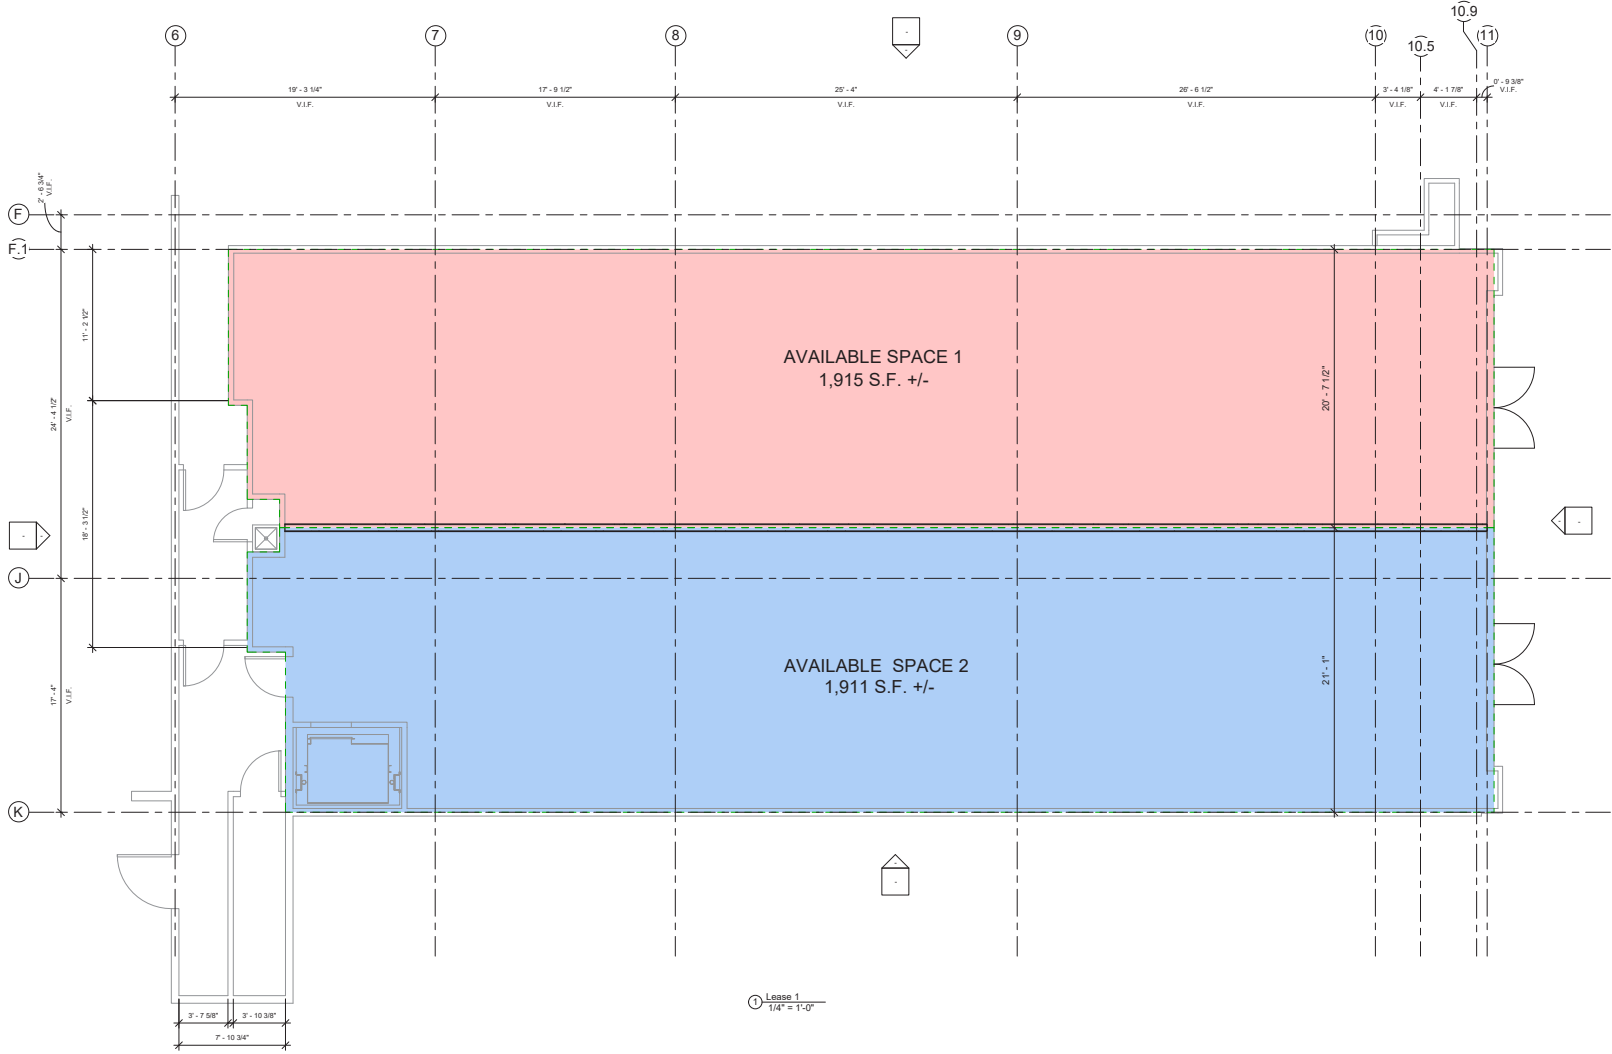 6
7
8
9
10
10.5
10.9
11
19' - 3 1/4"
V.I.F.
17' - 9 1/2"
V.I.F.
25' - 4"
V.I.F.
26' - 6 1/2"
V.I.F.
3' - 4 1/8"
V.I.F.
4' - 1 7/8"
V.I.F.
0' - 9 3/8"
V.I.F.
2' - 6 3/4"
V.I.F.
F
F.1
11' - 2 1/2"
24' - 4 1/2"
V.I.F.
18' - 3 1/2"
J
17' - 4"
V.I.F.
K
AVAILABLE SPACE 1
1,915 S.F. +/-
20' - 7 1/2"
AVAILABLE SPACE 2
1,911 S.F. +/-
21' - 1"
3' - 7 5/8"
3' - 10 3/8"
7' - 10 3/4"
1 Lease 1
1/4" = 1'-0"